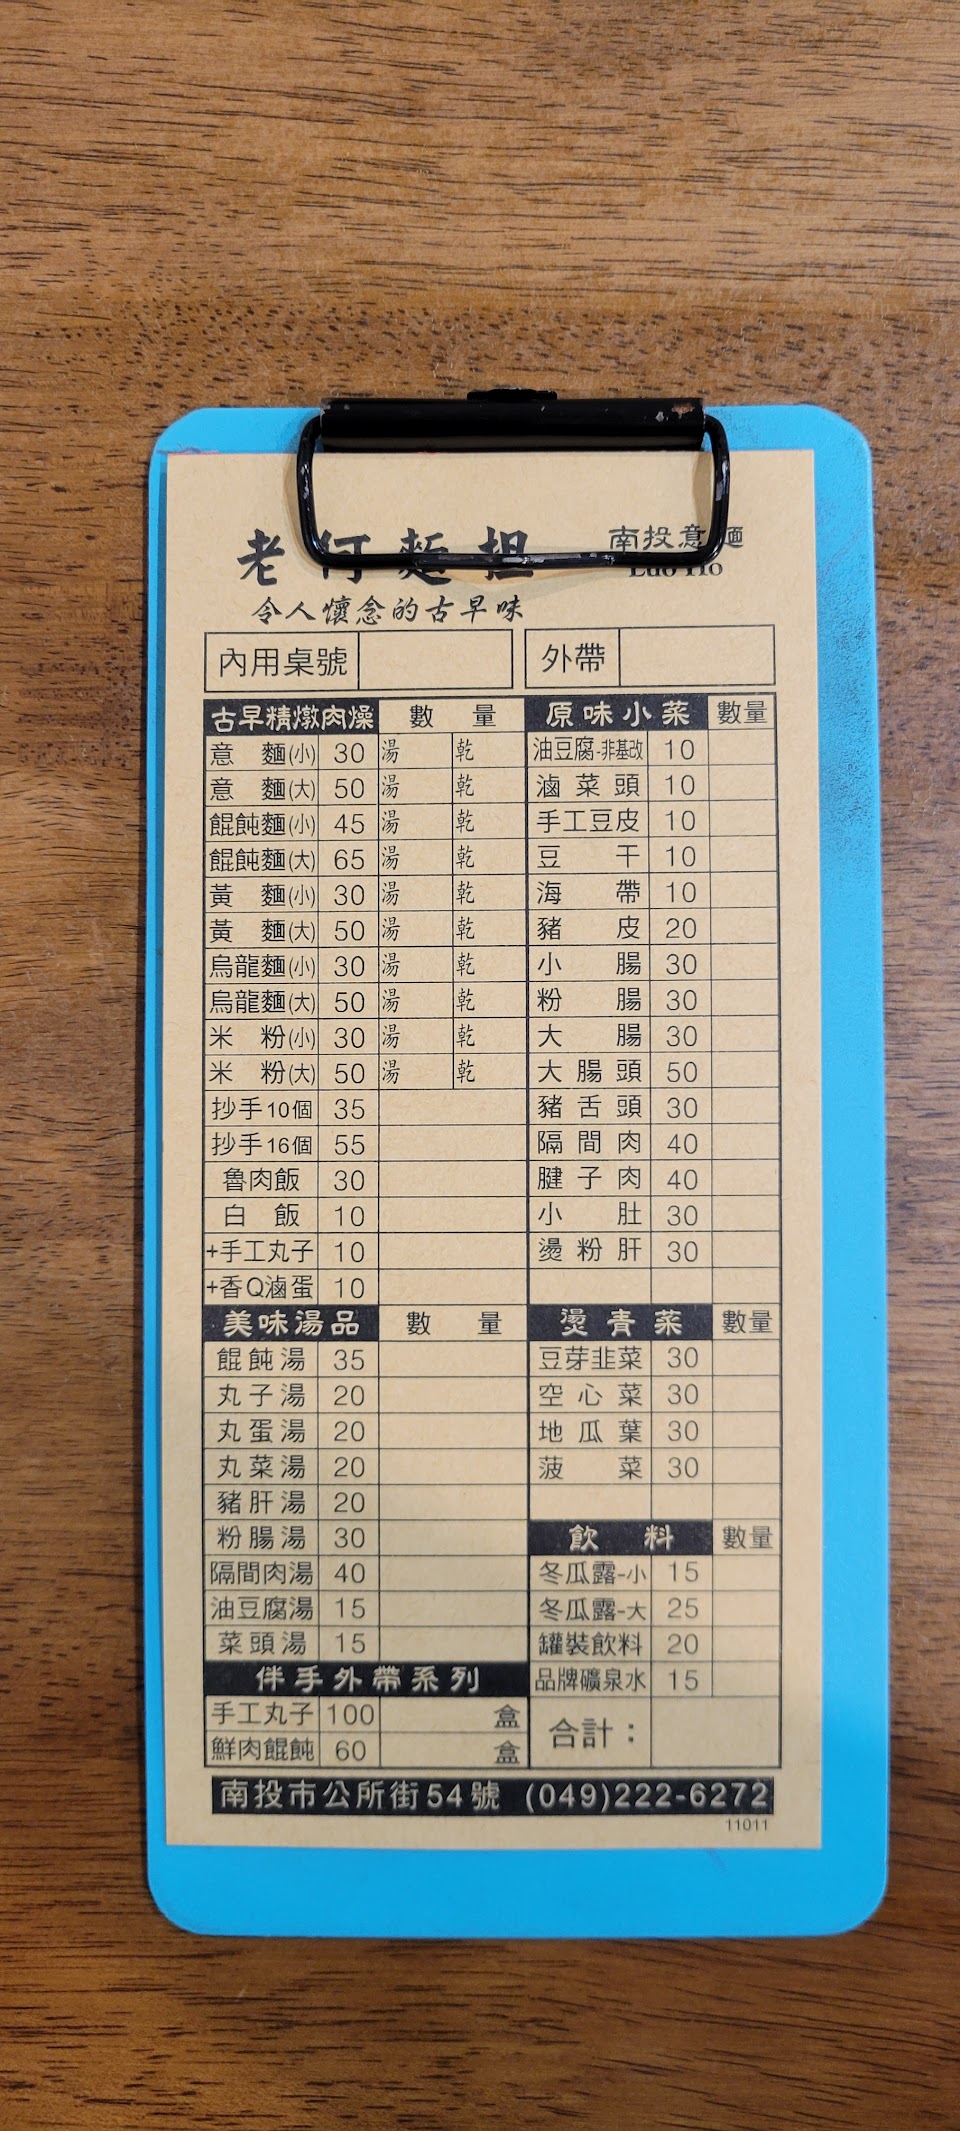 老何麵担
南投意麵
Luo Ho
令人懷念的古早味
內用桌號
外帶
古早精燉肉燥 數量
意麵(小) 30 湯 乾
意麵(大) 50 湯 乾
餛飩麵(小) 45 湯 乾
餛飩麵(大) 65 湯 乾
黃麵(小) 30 湯 乾
黃麵(大) 50 湯 乾
烏龍麵(小) 30 湯 乾
烏龍麵(大) 50 湯 乾
米粉(小) 30 湯 乾
米粉(大) 50 湯 乾
抄手10個 35
抄手16個 55
魯肉飯 30
白飯 10
+手工丸子 10
+香Q滷蛋 10
美味湯品 數量
餛飩湯 35
丸子湯 20
丸蛋湯 20
丸菜湯 20
豬肝湯 20
粉腸湯 30
隔間肉湯 40
油豆腐湯 15
菜頭湯 15
伴手外帶系列
手工丸子 100 盒
鮮肉餛飩 60 盒
原味小菜 數量
油豆腐-非基改 10
滷菜頭 10
手工豆皮 10
豆干 10
海帶 10
豬皮 20
小腸 30
粉腸 30
大腸 30
大腸頭 50
豬舌頭 30
隔間肉 40
腱子肉 40
小肚 30
燙粉肝 30
燙青菜 數量
豆芽韭菜 30
空心菜 30
地瓜葉 30
菠菜 30
飲料 數量
冬瓜露-小 15
冬瓜露-大 25
罐裝飲料 20
品牌礦泉水 15
合計：
南投市公所街54號 (049)222-6272
11011